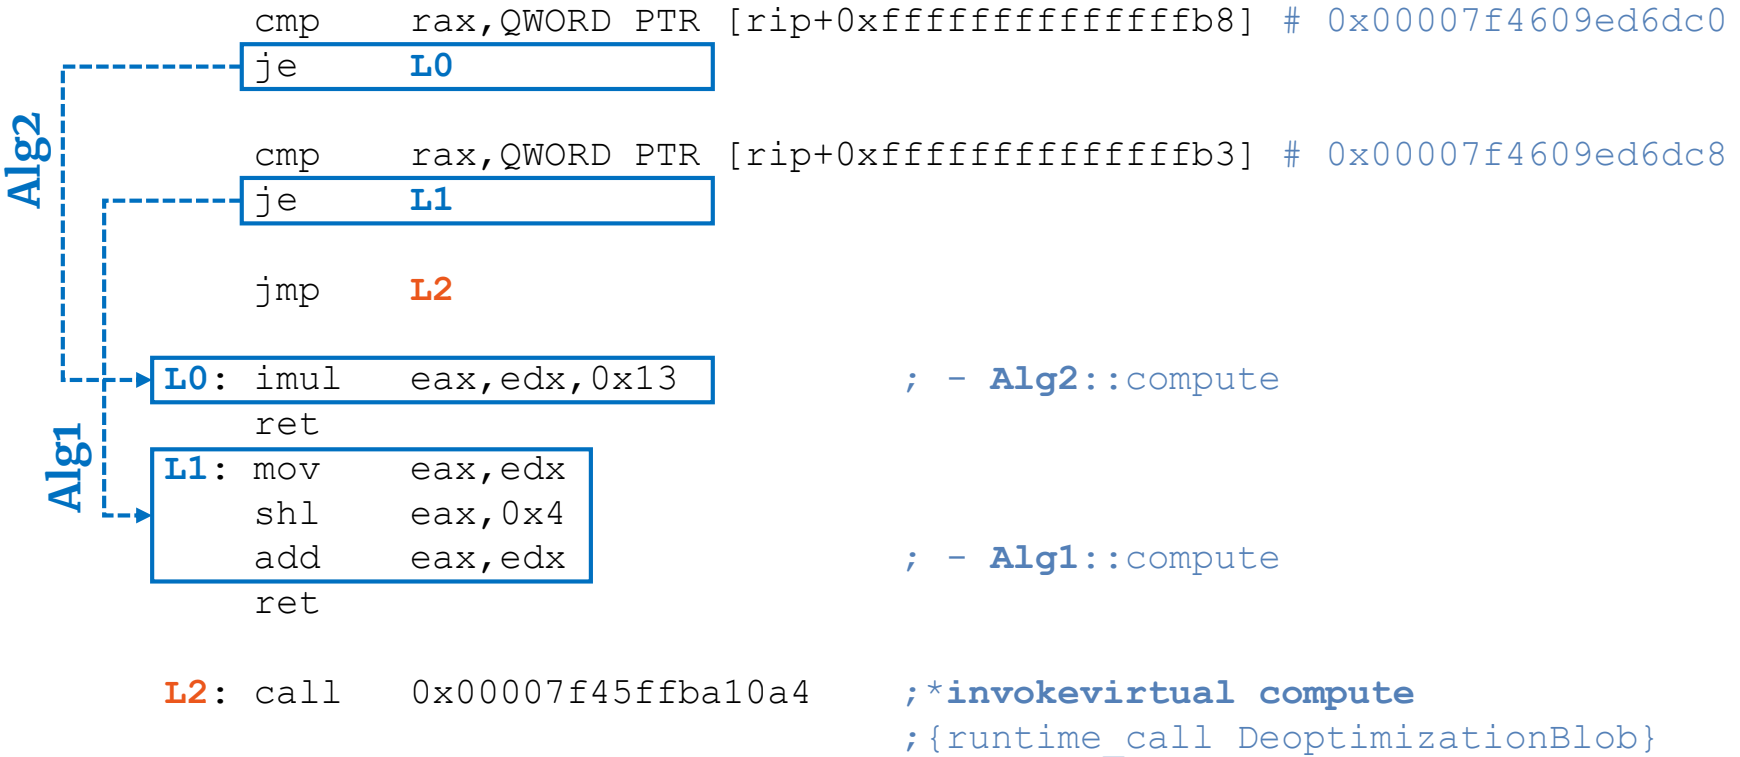 cmp rax,QWORD PTR [rip+0xffffffffffffffb8] # 0x00007f4609ed6dc0
je L0
Alg2
cmp rax,QWORD PTR [rip+0xffffffffffffffb3] # 0x00007f4609ed6dc8
je L1
jmp L2
L0: imul eax,edx,0x13 ; - Alg2::compute
ret
Alg1
L1: mov eax,edx
shl eax,0x4
add eax,edx ; - Alg1::compute
ret
L2: call 0x00007f45ffba10a4 ;*invokevirtual compute
;{runtime_call DeoptimizationBlob}